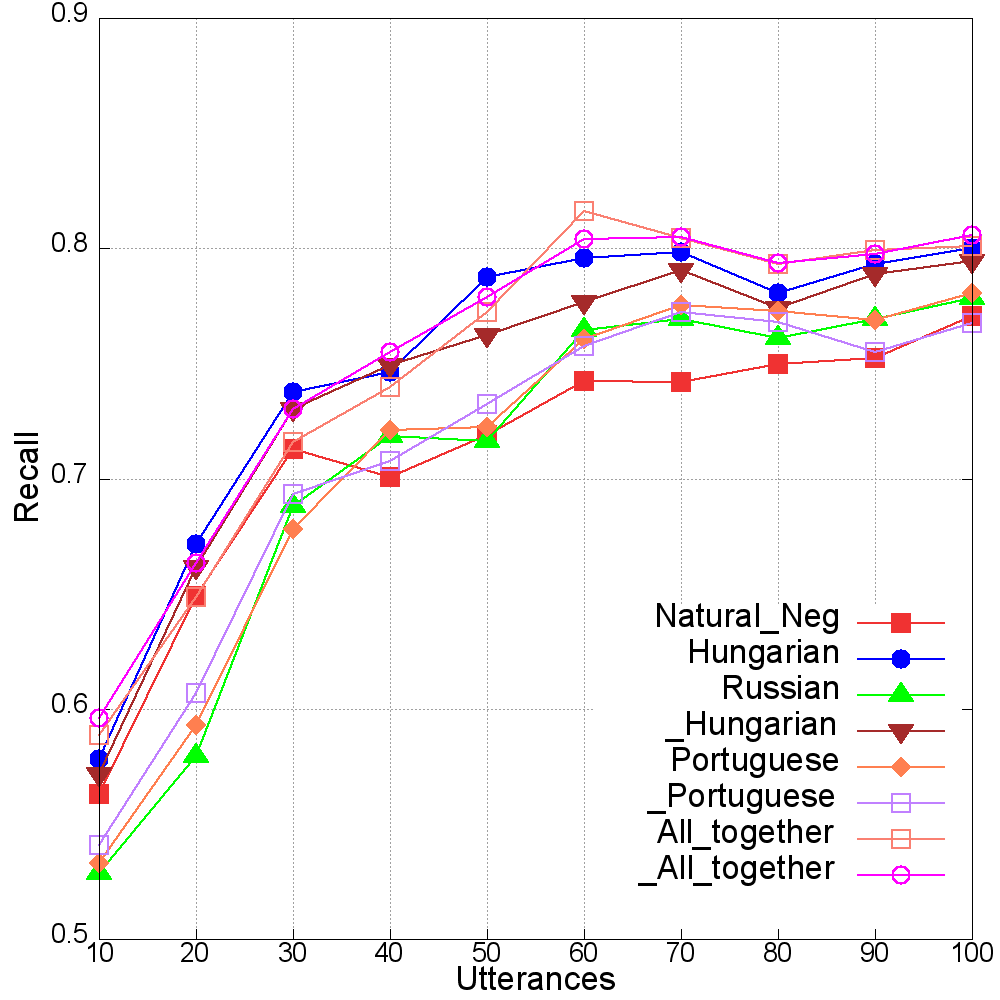 0.9
0.8
0.7
0.6
0.5
Recall
10 20 30 40 50 60 70 80 90 100
Utterances
Natural_Neg
Hungarian
Russian
_Hungarian
Portuguese
_Portuguese
All_together
_All_together